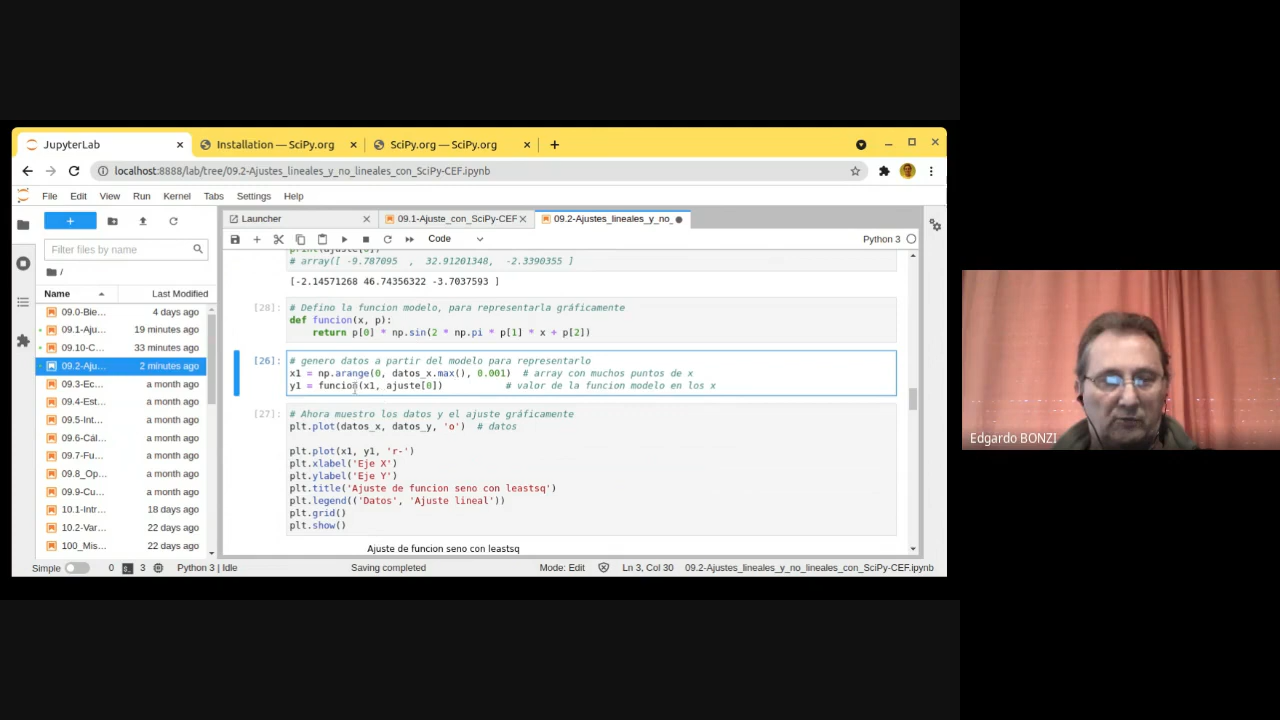 JupyterLab
Installation — SciPy.org
SciPy.org — SciPy.org
localhost:8888/lab/tree/09.2-Ajustes_lineales_y_no_lineales_con_SciPy-CEF.ipynb
File Edit View Run Kernel Tabs Settings Help
Launcher
09.1-Ajuste_con_SciPy-CEF
09.2-Ajustes_lineales_y_no_
Code
Python 3
Filter files by name
/
Name Last Modified
09.0-Bie… 4 days ago
09.1-Aju… 19 minutes ago
09.10-C… 33 minutes ago
09.2-Aju… 2 minutes ago
09.3-Ec… a month ago
09.4-Est… a month ago
09.5-Int… a month ago
09.6-Cál… a month ago
09.7-Fu… a month ago
09.8_Op… a month ago
09.9-Cu… a month ago
10.1-Intr… 18 days ago
10.2-Var… 22 days ago
100_Mis… 22 days ago
# array([ -9.787095 , 32.91201348, -2.3390355 ]
[-2.14571268 46.74356322 -3.7037593 ]
[28]: # Defino la funcion modelo, para representarla gráficamente
def funcion(x, p):
return p[0] * np.sin(2 * np.pi * p[1] * x + p[2])
[26]: # genero datos a partir del modelo para representarlo
x1 = np.arange(0, datos_x.max(), 0.001) # array con muchos puntos de x
y1 = funcion(x1, ajuste[0]) # valor de la funcion modelo en los x
[27]: # Ahora muestro los datos y el ajuste gráficamente
plt.plot(datos_x, datos_y, 'o') # datos
plt.plot(x1, y1, 'r-')
plt.xlabel('Eje X')
plt.ylabel('Eje Y')
plt.title('Ajuste de funcion seno con leastsq')
plt.legend(('Datos', 'Ajuste lineal'))
plt.grid()
plt.show()
Ajuste de funcion seno con leastsq
Simple 0 3 Python 3 | Idle Saving completed Mode: Edit Ln 3, Col 30 09.2-Ajustes_lineales_y_no_lineales_con_SciPy-CEF.ipynb
Edgardo BONZI